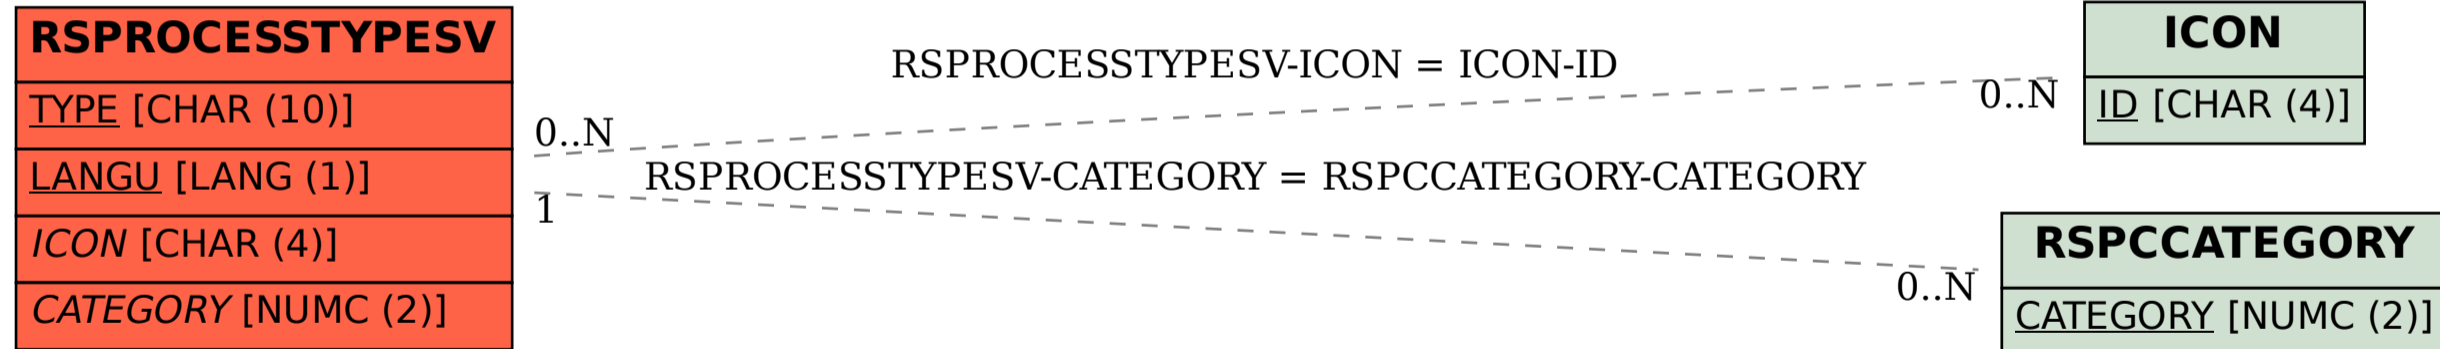 RSPROCESSTYPESV
TYPE [CHAR (10)]
LANGU [LANG (1)]
ICON [CHAR (4)]
CATEGORY [NUMC (2)]
RSPROCESSTYPESV-ICON = ICON-ID
0..N
0..N
RSPROCESSTYPESV-CATEGORY = RSPCCATEGORY-CATEGORY
1
0..N
ICON
ID [CHAR (4)]
RSPCCATEGORY
CATEGORY [NUMC (2)]